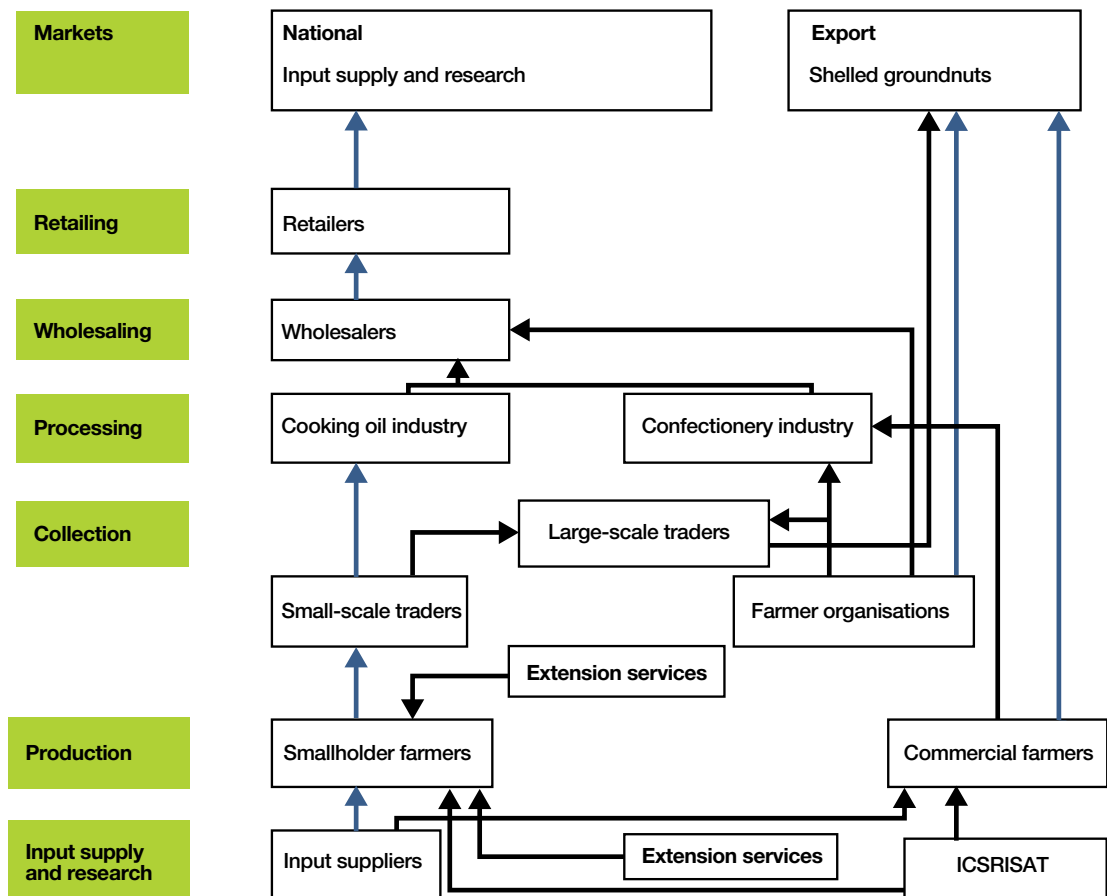 Markets
National
Input supply and research
Export
Shelled groundnuts
Retailing
Retailers
Wholesaling
Wholesalers
Processing
Cooking oil industry
Confectionery industry
Collection
Large-scale traders
Small-scale traders
Farmer organisations
Extension services
Production
Smallholder farmers
Commercial farmers
Input supply
and research
Input suppliers
Extension services
ICSRISAT